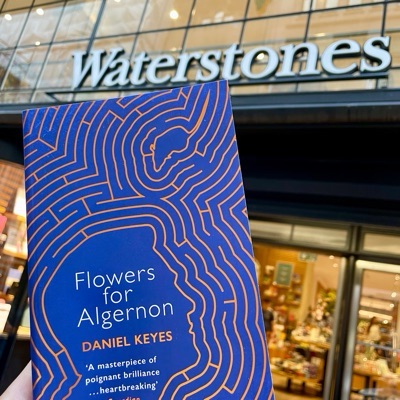 Waterstones
Flowers
for
Algernon
DANIEL KEYES
'A masterpiece of
poignant brilliance
...heartbreaking'